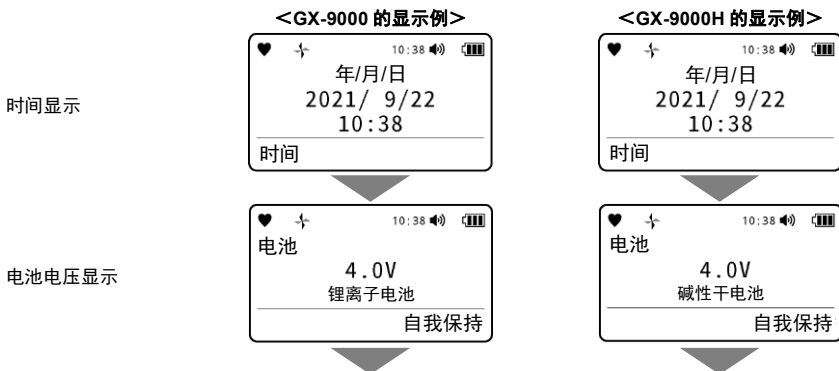 <GX-9000 的显示例>
<GX-9000H 的显示例>
时间显示
10:38
年/月/日
2021/ 9/22
10:38
时间
10:38
年/月/日
2021/ 9/22
10:38
时间
电池电压显示
10:38
电池
4.0V
锂离子电池
自我保持
10:38
电池
4.0V
碱性干电池
自我保持